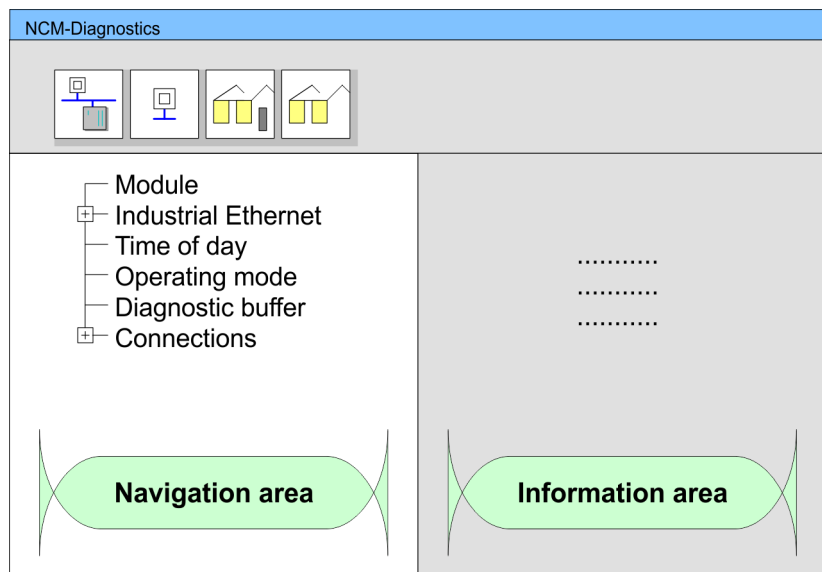 NCM-Diagnostics
Module
Industrial Ethernet
Time of day
Operating mode
Diagnostic buffer
Connections
...........
...........
...........
Navigation area
Information area